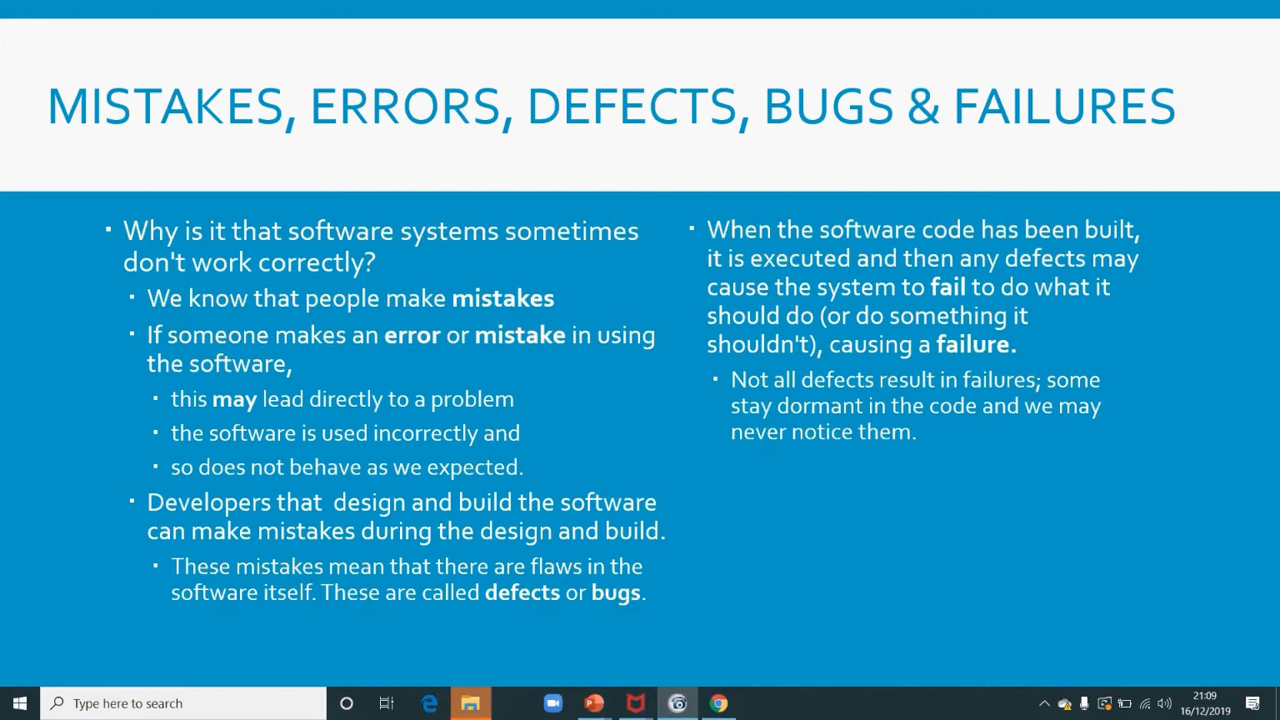 MISTAKES, ERRORS, DEFECTS, BUGS & FAILURES
▪ Why is it that software systems sometimes
don't work correctly?
▪ We know that people make mistakes
▪ If someone makes an error or mistake in using
the software,
▪ this may lead directly to a problem
▪ the software is used incorrectly and
▪ so does not behave as we expected.
▪ Developers that  design and build the software
can make mistakes during the design and build.
▪ These mistakes mean that there are flaws in the
software itself. These are called defects or bugs.
▪ When the software code has been built,
it is executed and then any defects may
cause the system to fail to do what it
should do (or do something it
shouldn't), causing a failure.
▪ Not all defects result in failures; some
stay dormant in the code and we may
never notice them.
Type here to search
21:09
16/12/2019